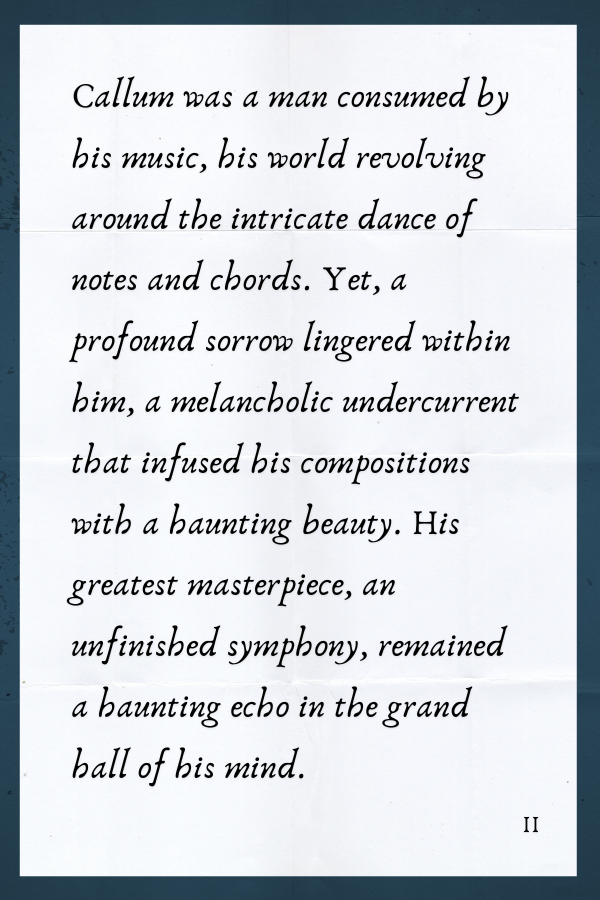 Callum was a man consumed by
his music, his world revolving
around the intricate dance of
notes and chords. Yet, a
profound sorrow lingered within
him, a melancholic undercurrent
that infused his compositions
with a haunting beauty. His
greatest masterpiece, an
unfinished symphony, remained
a haunting echo in the grand
hall of his mind.
II